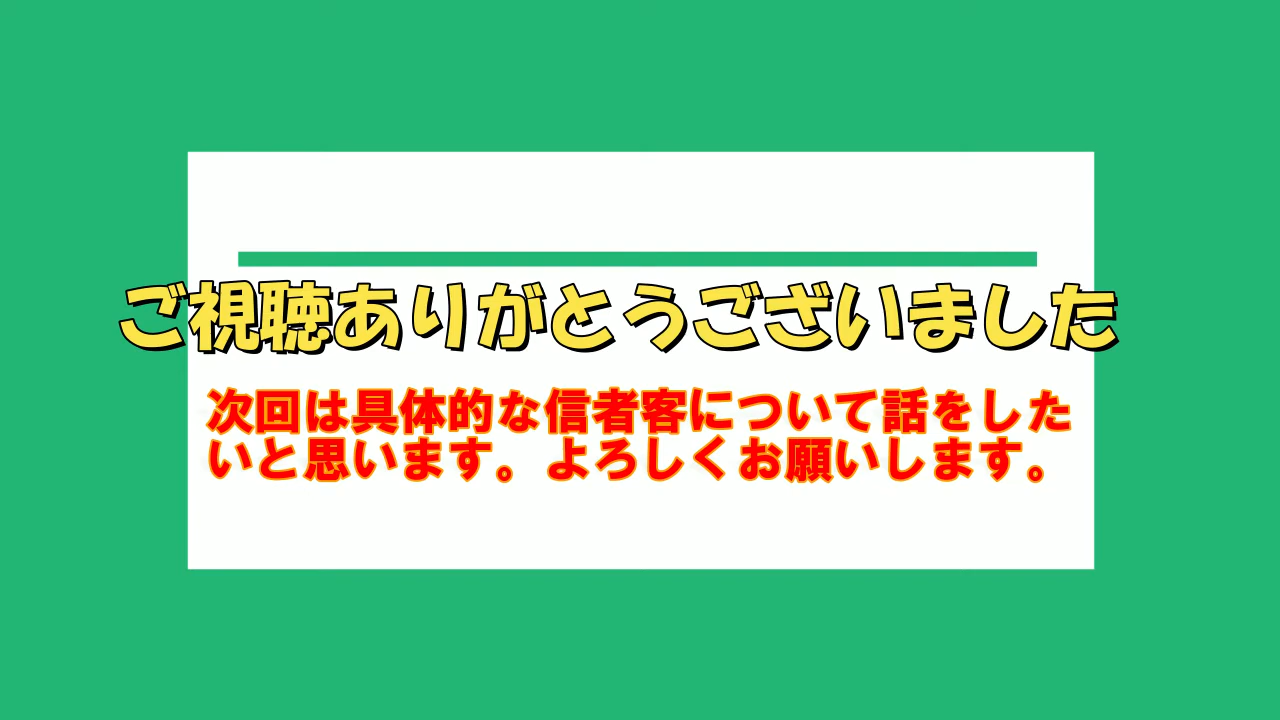 ご視聴ありがとうございました
次回は具体的な信者客について話をした
いと思います。よろしくお願いします。